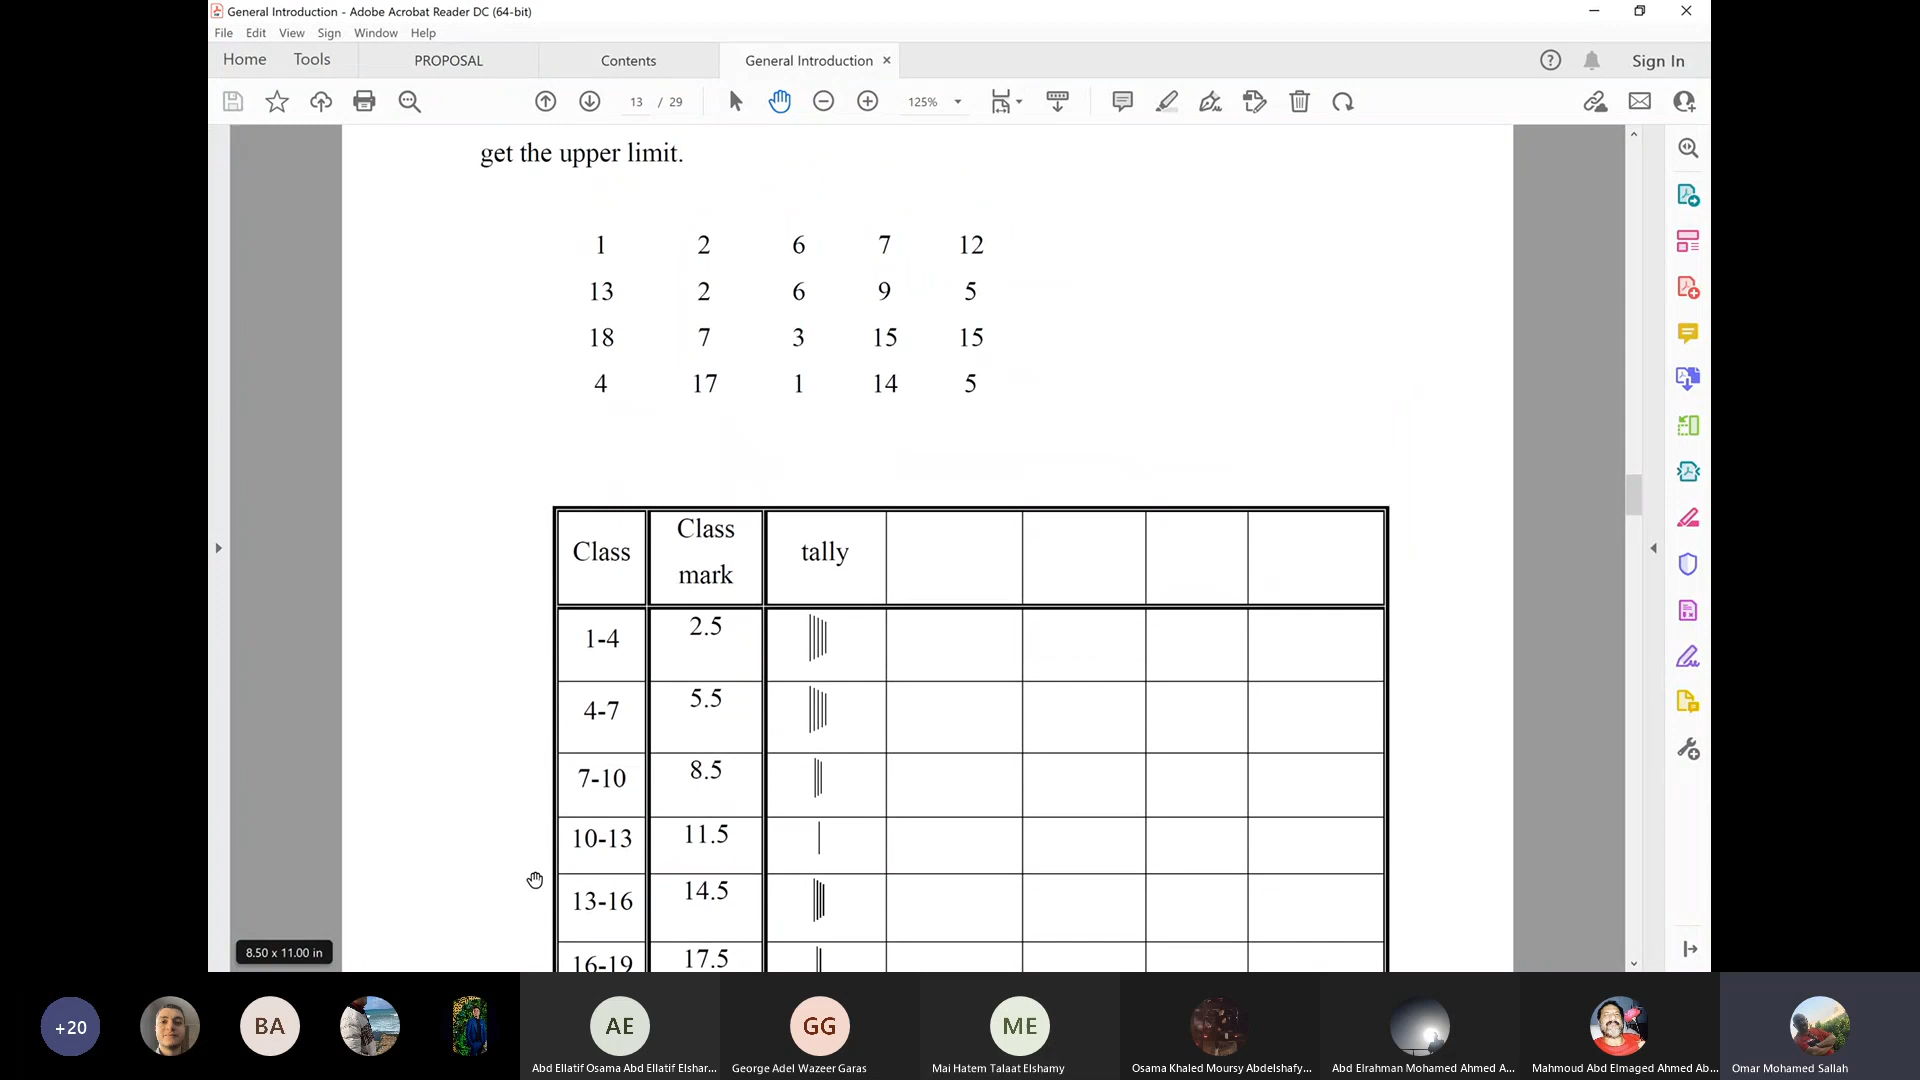 General Introduction - Adobe Acrobat Reader DC (64-bit)
File Edit View Sign Window Help
Home Tools PROPOSAL Contents General Introduction × Sign In
13 / 29 125%
get the upper limit.
1 2 6 7 12
13 2 6 9 5
18 7 3 15 15
4 17 1 14 5
Class Class mark tally
1-4 2.5
4-7 5.5
7-10 8.5
10-13 11.5
13-16 14.5
16-19 17.5
8.50 x 11.00 in
+20 BA AE GG ME
Abd Ellatif Osama Abd Ellatif Elshar... George Adel Wazeer Garas Mai Hatem Talaat Elshamy Osama Khaled Moursy Abdelshafy... Abd Elrahman Mohamed Ahmed A... Mahmoud Abd Elmaged Ahmed Ab... Omar Mohamed Sallah